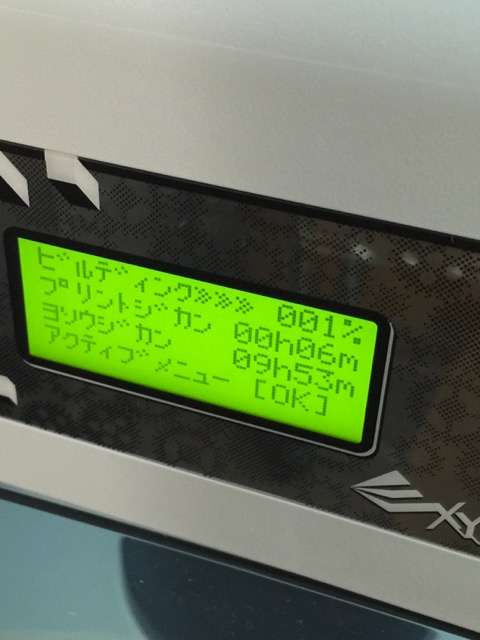 ビルディング»»» 001%
プリントジカン 00h06m
ヨソウジカン 09h53m
アクティブメニュー [OK]